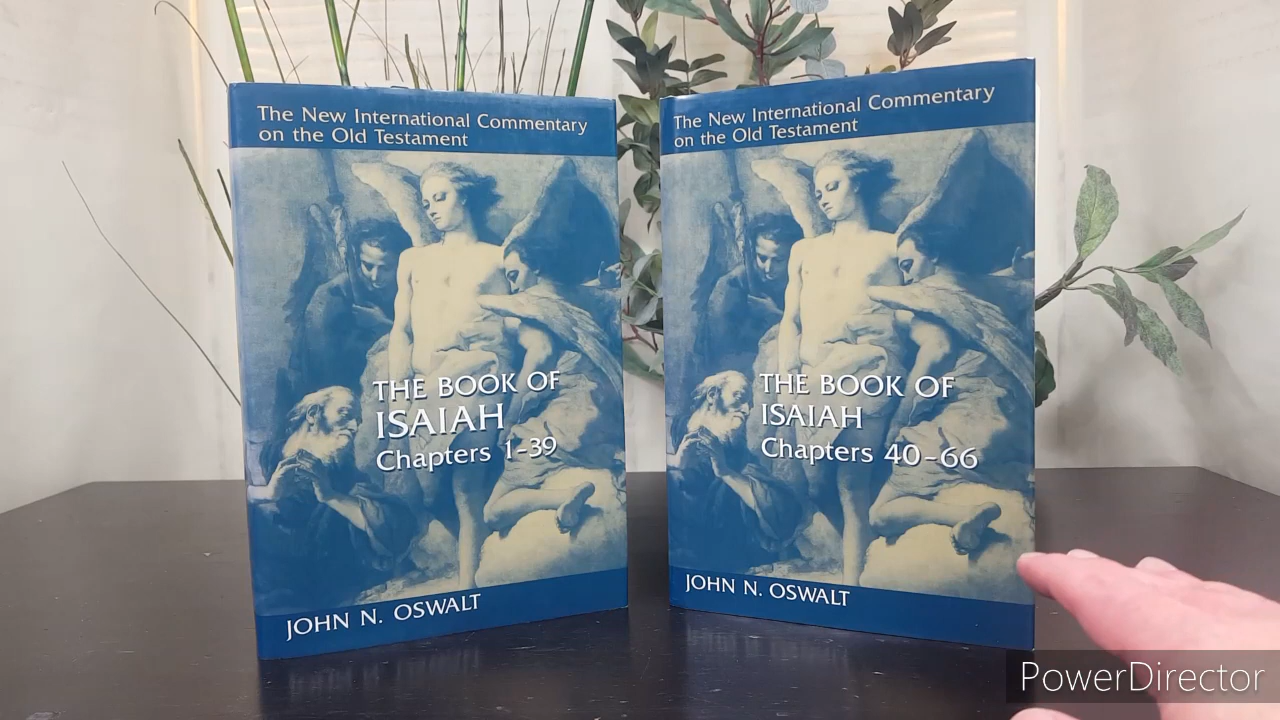 The New International Commentary
on the Old Testament
THE BOOK OF
ISAIAH
Chapters 1-39
JOHN N. OSWALT
The New International Commentary
on the Old Testament
THE BOOK OF
ISAIAH
Chapters 40-66
JOHN N. OSWALT
PowerDirector